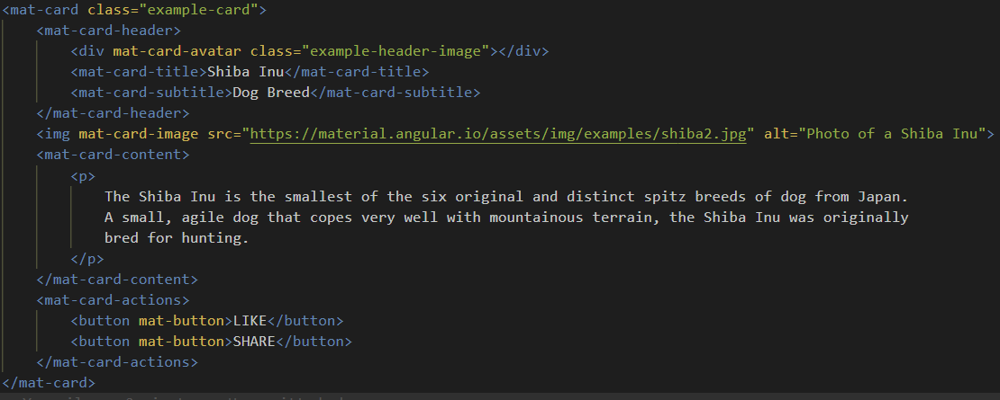 <mat-card class="example-card">
<mat-card-header>
<div mat-card-avatar class="example-header-image"></div>
<mat-card-title>Shiba Inu</mat-card-title>
<mat-card-subtitle>Dog Breed</mat-card-subtitle>
</mat-card-header>
<img mat-card-image src="https://material.angular.io/assets/img/examples/shiba2.jpg" alt="Photo of a Shiba Inu">
<mat-card-content>
<p>
The Shiba Inu is the smallest of the six original and distinct spitz breeds of dog from Japan.
A small, agile dog that copes very well with mountainous terrain, the Shiba Inu was originally
bred for hunting.
</p>
</mat-card-content>
<mat-card-actions>
<button mat-button>LIKE</button>
<button mat-button>SHARE</button>
</mat-card-actions>
</mat-card>